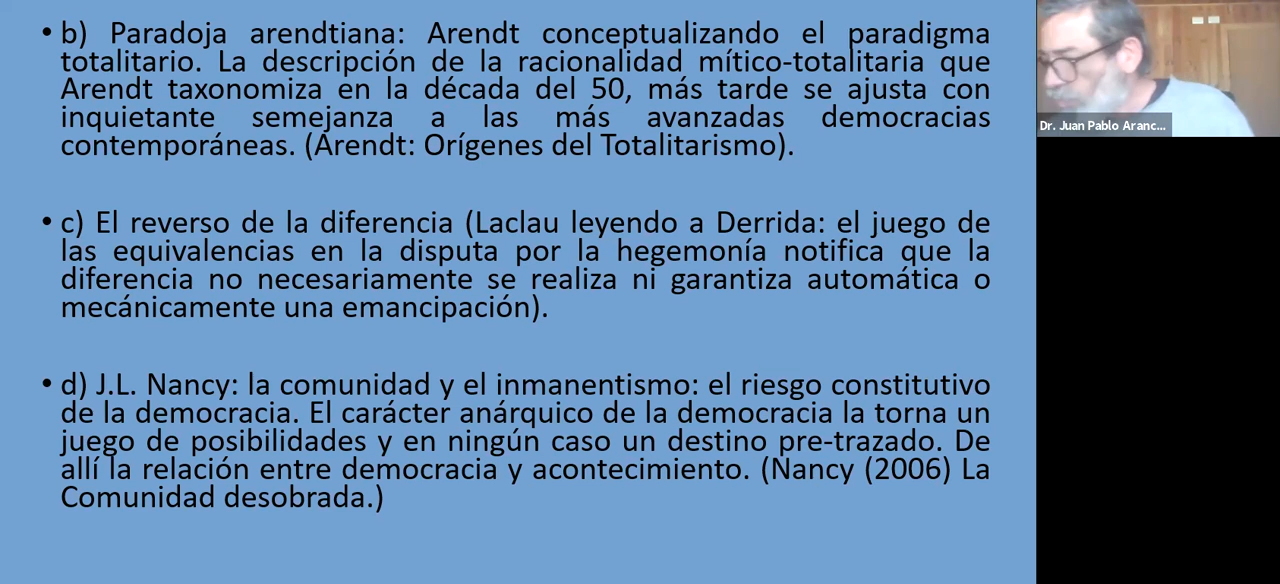 • b) Paradoja arendtiana: Arendt conceptualizando el paradigma
totalitario. La descripción de la racionalidad mítico-totalitaria que
Arendt taxonomiza en la década del 50, más tarde se ajusta con
inquietante semejanza a las más avanzadas democracias
contemporáneas. (Arendt: Orígenes del Totalitarismo).
• c) El reverso de la diferencia (Laclau leyendo a Derrida: el juego de
las equivalencias en la disputa por la hegemonía notifica que la
diferencia no necesariamente se realiza ni garantiza automática o
mecánicamente una emancipación).
• d) J.L. Nancy: la comunidad y el inmanentismo: el riesgo constitutivo
de la democracia. El carácter anárquico de la democracia la torna un
juego de posibilidades y en ningún caso un destino pre-trazado. De
allí la relación entre democracia y acontecimiento. (Nancy (2006) La
Comunidad desobrada.)
Dr. Juan Pablo Aranc...